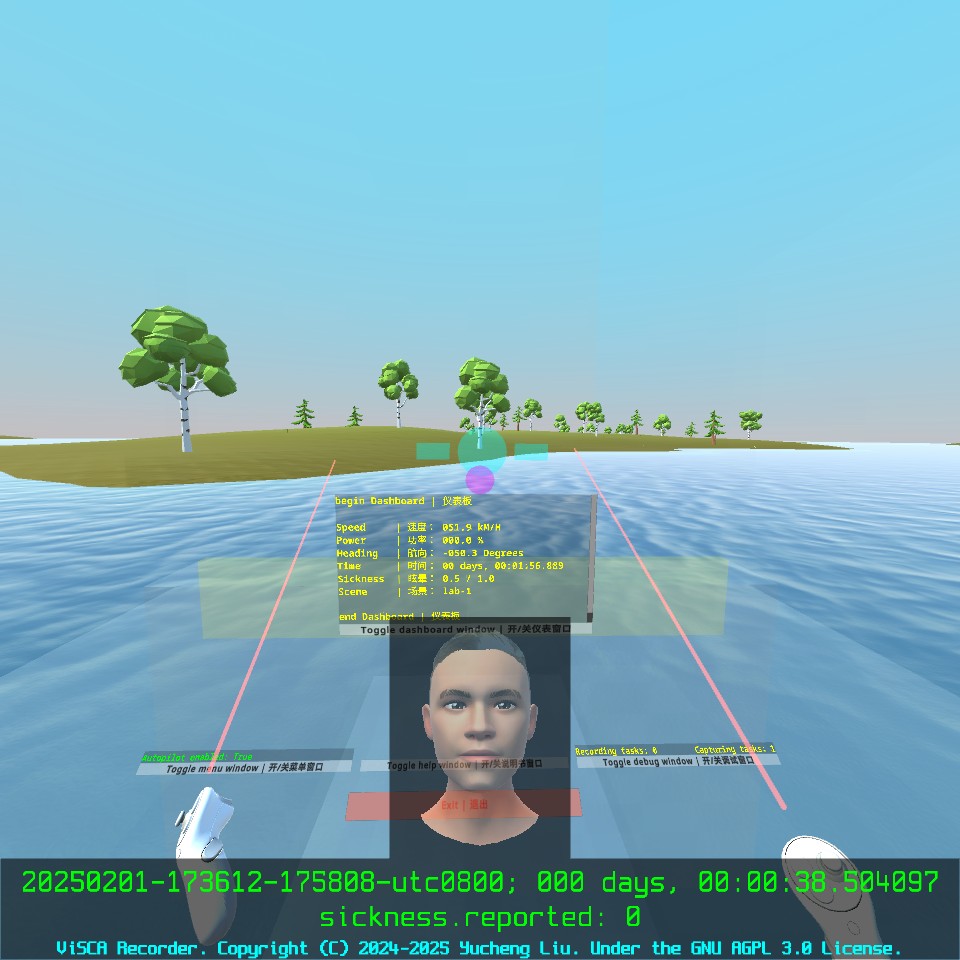 begin Dashboard | 仪表板
Speed | 速度： 051.9 kM/H
Power | 功率： 000.0 %
Heading | 航向： -050.3 Degrees
Time | 时间： 00 days, 00:01:56.889
Sickness | 眩晕： 0.5 / 1.0
Scene | 场景： lab-1
end Dashboard | 仪表板
Toggle dashboard window | 开/关仪表窗口
Autopilot enabled: True
Toggle menu window | 开/关菜单窗口
Toggle help window | 开/关说明书窗口
Recording tasks: 0 Capturing tasks: 1
Toggle debug window | 开/关调试窗口
Exit | 退出
20250201-173612-175808-utc0800; 000 days, 00:00:38.504097
sickness.reported: 0
ViSCA Recorder. Copyright (C) 2024-2025 Yucheng Liu. Under the GNU AGPL 3.0 License.